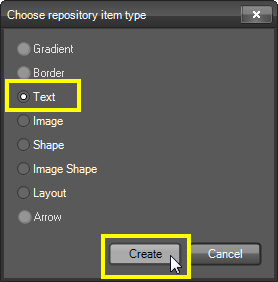 Choose repository item type
Gradient
Border
Text
Image
Shape
Image Shape
Layout
Arrow
Create
Cancel